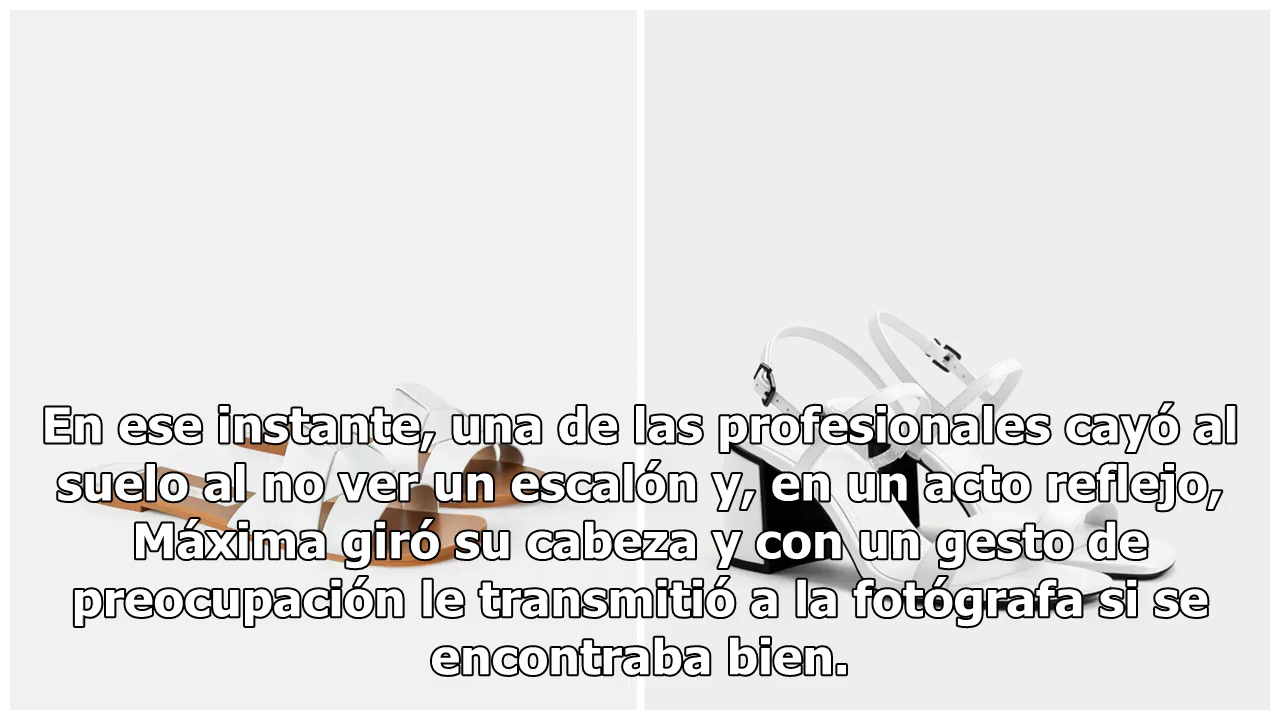 En ese instante, una de las profesionales cayó al
suelo al no ver un escalón y, en un acto reflejo,
Máxima giró su cabeza y con un gesto de
preocupación le transmitió a la fotógrafa si se
encontraba bien.